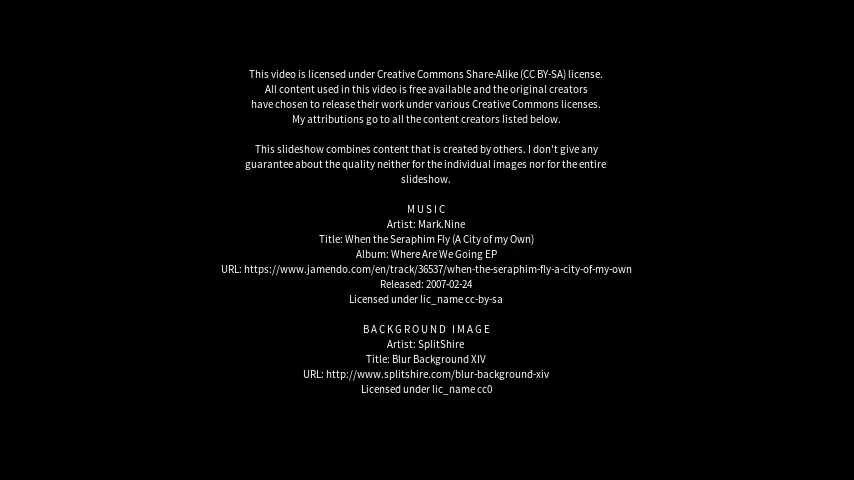 This video is licensed under Creative Commons Share-Alike (CC BY-SA) license.
All content used in this video is free available and the original creators
have chosen to release their work under various Creative Commons licenses.
My attributions go to all the content creators listed below.
This slideshow combines content that is created by others. I don't give any
guarantee about the quality neither for the individual images nor for the entire
slideshow.
MUSIC
Artist: Mark.Nine
Title: When the Seraphim Fly (A City of my Own)
Album: Where Are We Going EP
URL: https://www.jamendo.com/en/track/36537/when-the-seraphim-fly-a-city-of-my-own
Released: 2007-02-24
Licensed under lic_name cc-by-sa
BACKGROUND IMAGE
Artist: SplitShire
Title: Blur Background XIV
URL: http://www.splitshire.com/blur-background-xiv
Licensed under lic_name cc0